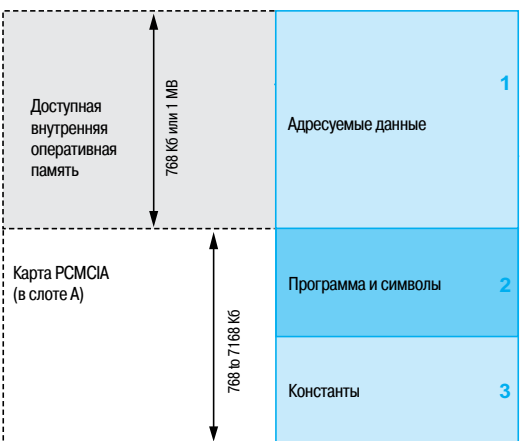 Доступная
внутренняя
оперативная
память
768 Кб или 1 МВ
Адресуемые данные
1
Карта PCMCIA
(в слоте А)
768 to 7168 Кб
Программа и символы
2
Константы
3